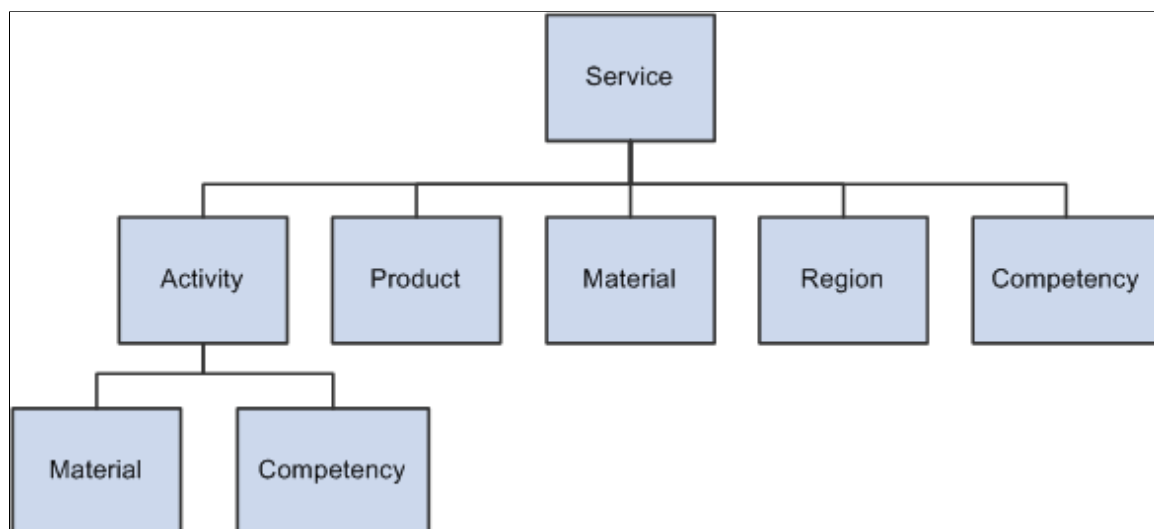 Service
Activity
Product
Material
Region
Competency
Material
Competency